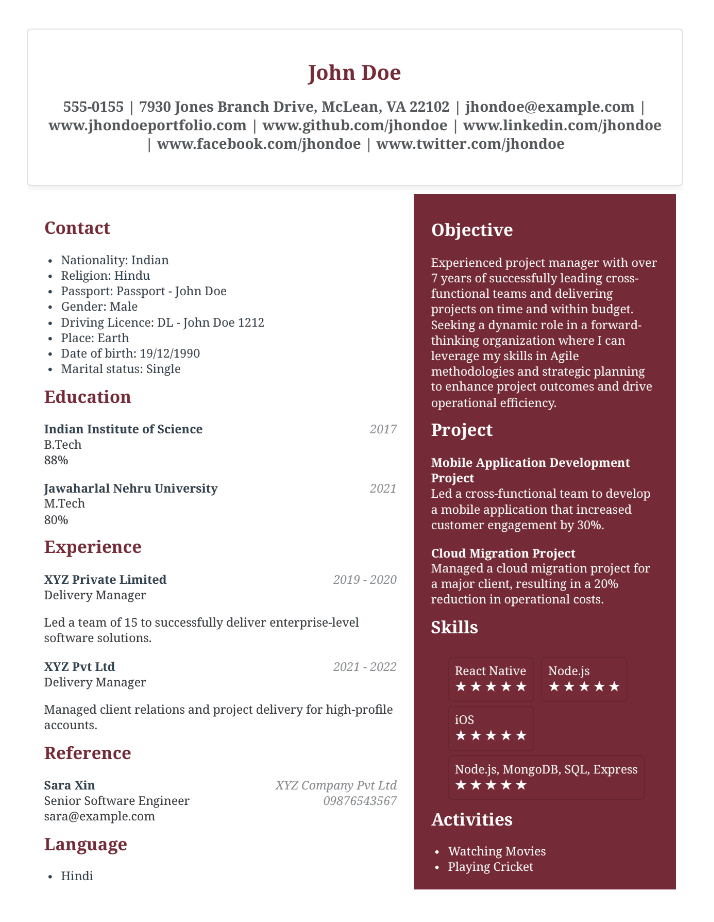 John Doe
555-0155 | 7930 Jones Branch Drive, McLean, VA 22102 | jhondoe@example.com |
www.jhondoeportfolio.com | www.github.com/jhondoe | www.linkedin.com/jhondoe
| www.facebook.com/jhondoe | www.twitter.com/jhondoe
Contact
• Nationality: Indian
• Religion: Hindu
• Passport: Passport - John Doe
• Gender: Male
• Driving Licence: DL - John Doe 1212
• Place: Earth
• Date of birth: 19/12/1990
• Marital status: Single
Education
Indian Institute of Science 2017
B.Tech
88%
Jawaharlal Nehru University 2021
M.Tech
80%
Experience
XYZ Private Limited 2019 - 2020
Delivery Manager
Led a team of 15 to successfully deliver enterprise-level
software solutions.
XYZ Pvt Ltd 2021 - 2022
Delivery Manager
Managed client relations and project delivery for high-profile
accounts.
Reference
Sara Xin XYZ Company Pvt Ltd
Senior Software Engineer 09876543567
sara@example.com
Language
• Hindi
Objective
Experienced project manager with over
7 years of successfully leading cross-
functional teams and delivering
projects on time and within budget.
Seeking a dynamic role in a forward-
thinking organization where I can
leverage my skills in Agile
methodologies and strategic planning
to enhance project outcomes and drive
operational efficiency.
Project
Mobile Application Development
Project
Led a cross-functional team to develop
a mobile application that increased
customer engagement by 30%.
Cloud Migration Project
Managed a cloud migration project for
a major client, resulting in a 20%
reduction in operational costs.
Skills
React Native Node.js
★★★★★ ★★★★★
iOS
★★★★★
Node.js, MongoDB, SQL, Express
★★★★★
Activities
• Watching Movies
• Playing Cricket